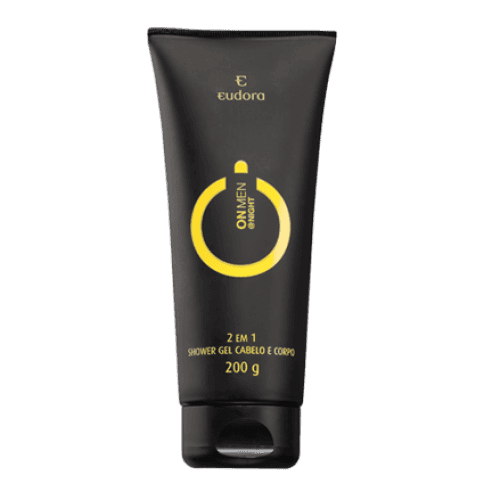 E
eudora
ON MEN
@NIGHT
2 EM 1
SHOWER GEL CABELO E CORPO
200 g